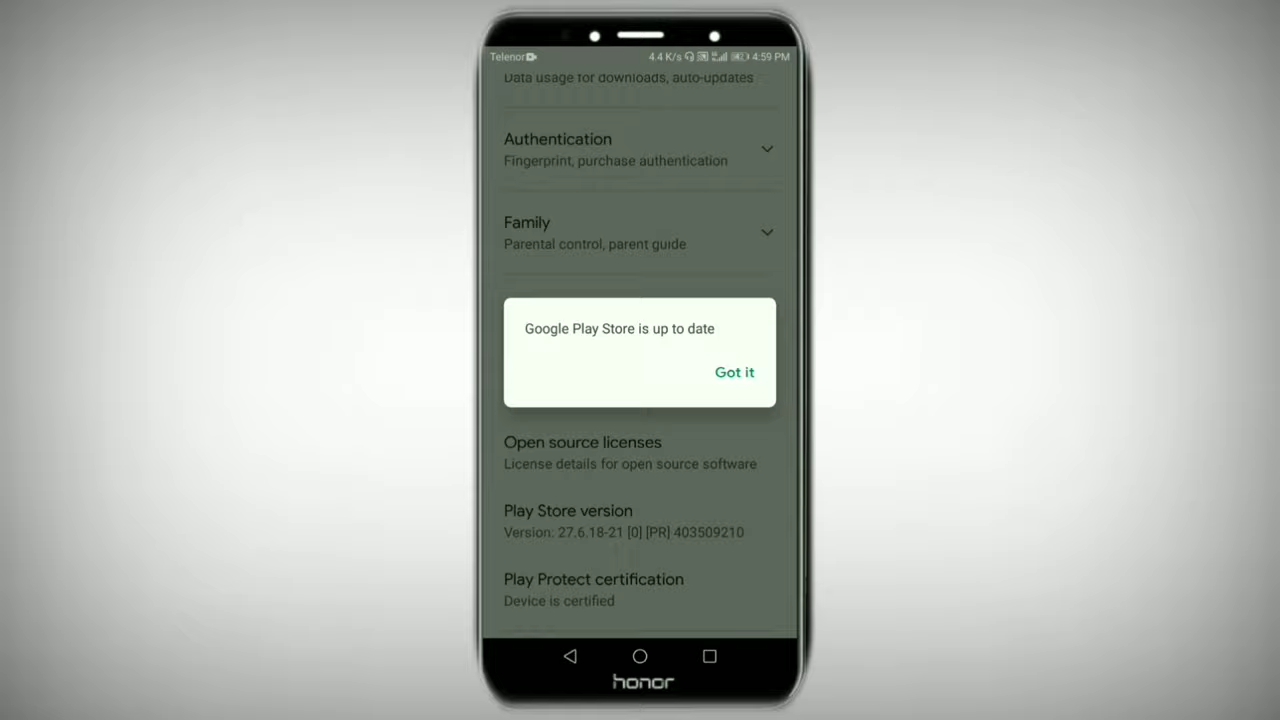 Telenor 4.4 K/s 4:59 PM
Data usage for downloads, auto-updates
Authentication
Fingerprint, purchase authentication
Family
Parental control, parent guide
Google Play Store is up to date
Got it
Open source licenses
License details for open source software
Play Store version
Version: 27.6.18-21 [0] [PR] 403509210
Play Protect certification
Device is certified
honor